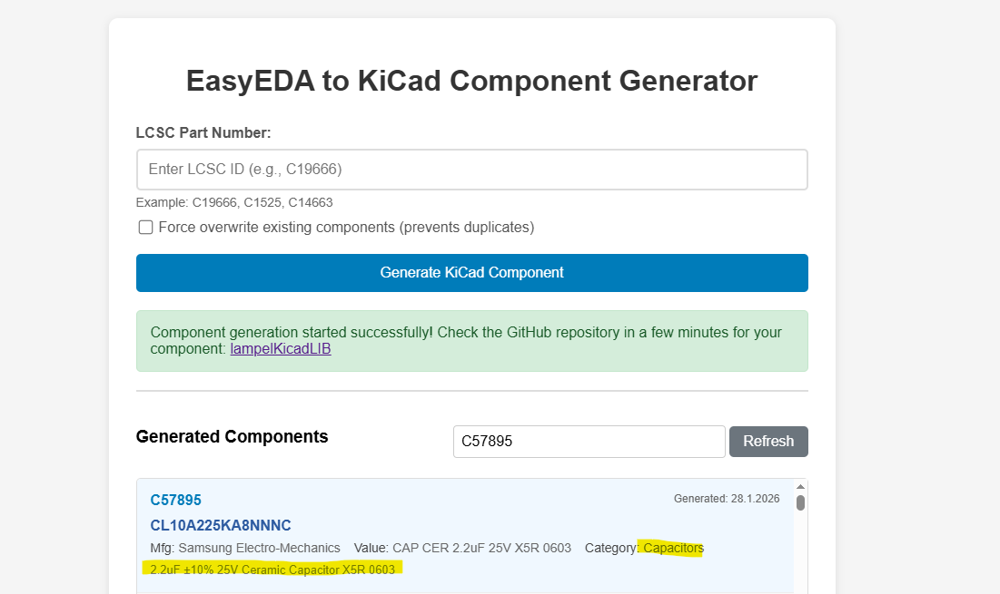 EasyEDA to KiCad Component Generator
LCSC Part Number:
Enter LCSC ID (e.g., C19666)
Example: C19666, C1525, C14663
Force overwrite existing components (prevents duplicates)
Generate KiCad Component
Component generation started successfully! Check the GitHub repository in a few minutes for your
component: lampelKicadLIB
Generated Components
C57895
Refresh
C57895
Generated: 28.1.2026
CL10A225KA8NNNC
Mfg: Samsung Electro-Mechanics Value: CAP CER 2.2uF 25V X5R 0603 Category: Capacitors
2.2uF ±10% 25V Ceramic Capacitor X5R 0603